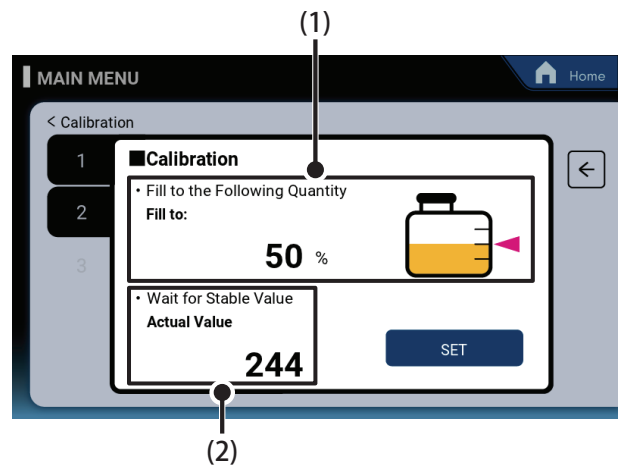 (1)
MAIN MENU
Home
< Calibration
1
■Calibration
• Fill to the Following Quantity
2
Fill to:
50 %
3
• Wait for Stable Value
Actual Value
244
SET
(2)